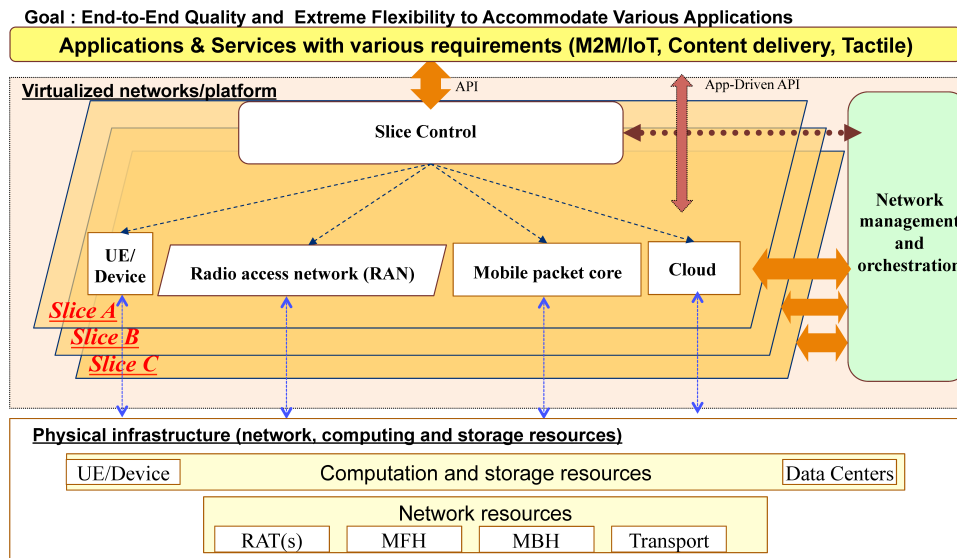 Goal : End-to-End Quality and Extreme Flexibility to Accommodate Various Applications
Applications & Services with various requirements (M2M/IoT, Content delivery, Tactile)
API
App-Driven API
Virtualized networks/platform
Slice Control
Network
management
and
orchestration
UE/
Device
Radio access network (RAN)
Mobile packet core
Cloud
Slice A
Slice B
Slice C
Physical infrastructure (network, computing and storage resources)
UE/Device
Computation and storage resources
Data Centers
Network resources
RAT(s)
MFH
MBH
Transport